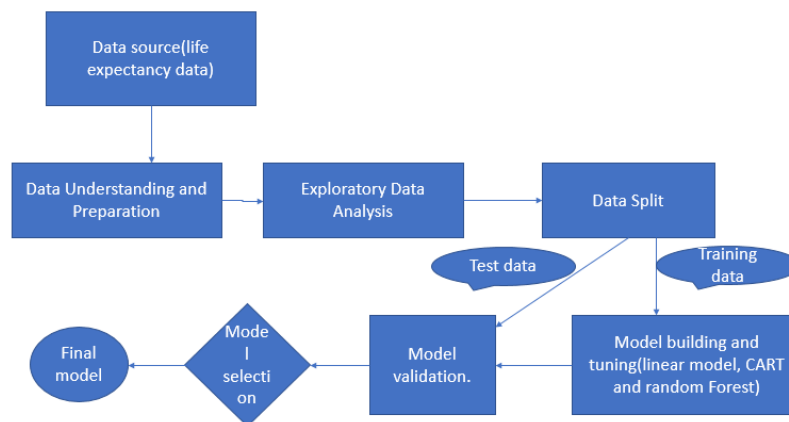 Data source(life
expectancy data)
Data Understanding and
Preparation
Exploratory Data
Analysis
Data Split
Test data
Training
data
Final
model
Mode
l
selecti
on
Model
validation.
Model building and
tuning(linear model, CART
and random Forest)